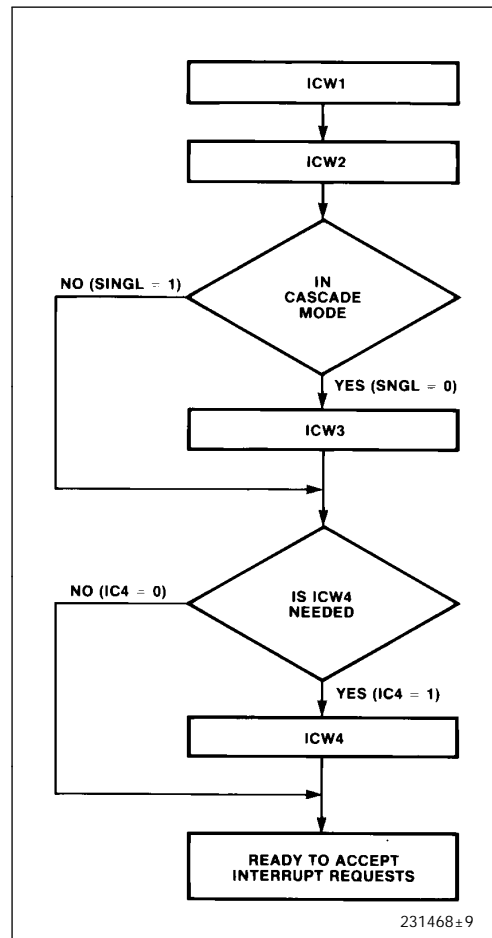 ICW1
ICW2
IN
CASCADE
MODE
NO (SINGL = 1)
YES (SNGL = 0)
ICW3
IS ICW4
NEEDED
NO (IC4 = 0)
YES (IC4 = 1)
ICW4
READY TO ACCEPT
INTERRUPT REQUESTS
231468±9